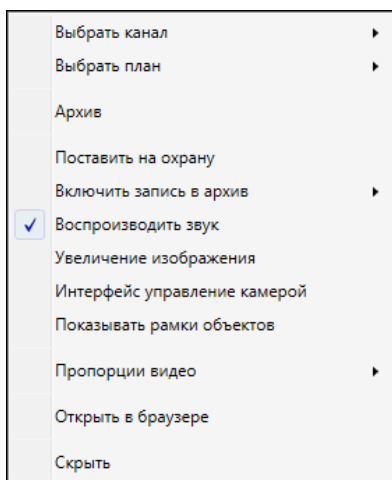 Выбрать канал
Выбрать план
Архив
Поставить на охрану
Включить запись в архив
Воспроизводить звук
Увеличение изображения
Интерфейс управление камерой
Показывать рамки объектов
Пропорции видео
Открыть в браузере
Скрыть